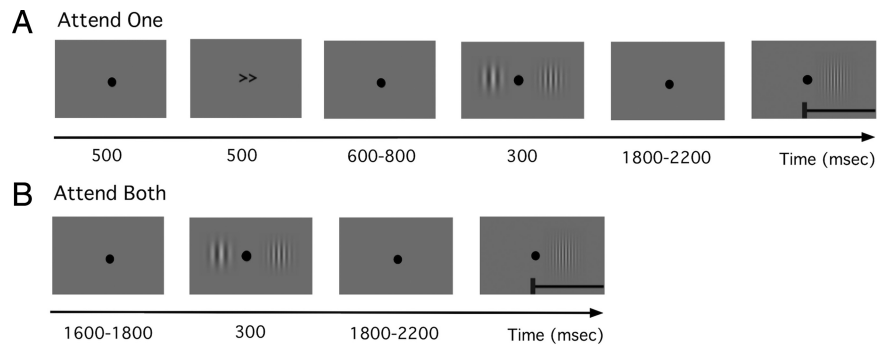 A Attend One
>>
500 500 600-800 300 1800-2200 Time (msec)
B Attend Both
1600-1800 300 1800-2200 Time (msec)